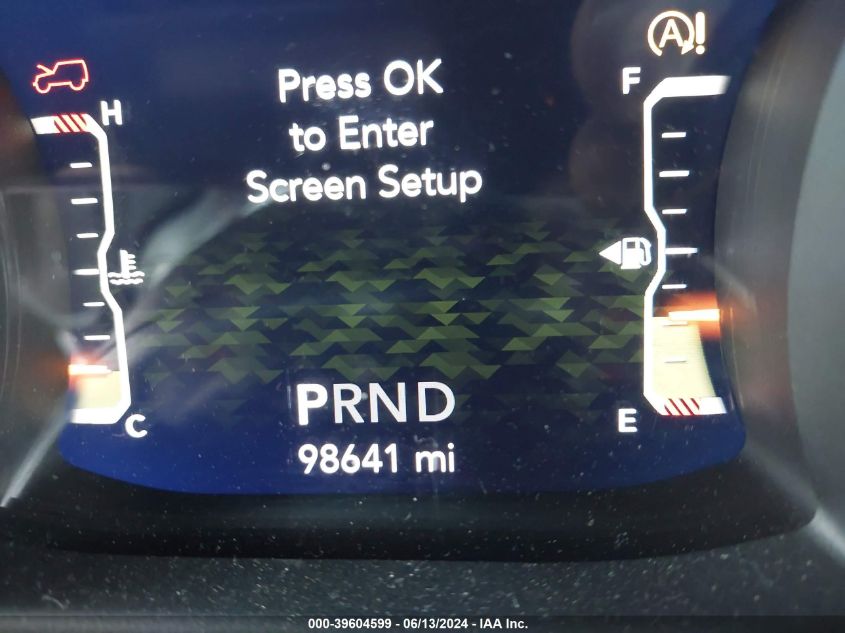 A!
H
F
Press OK
to Enter
Screen Setup
C
E
PRND
98641 mi
000-39604599 - 06/13/2024 - IAA Inc.